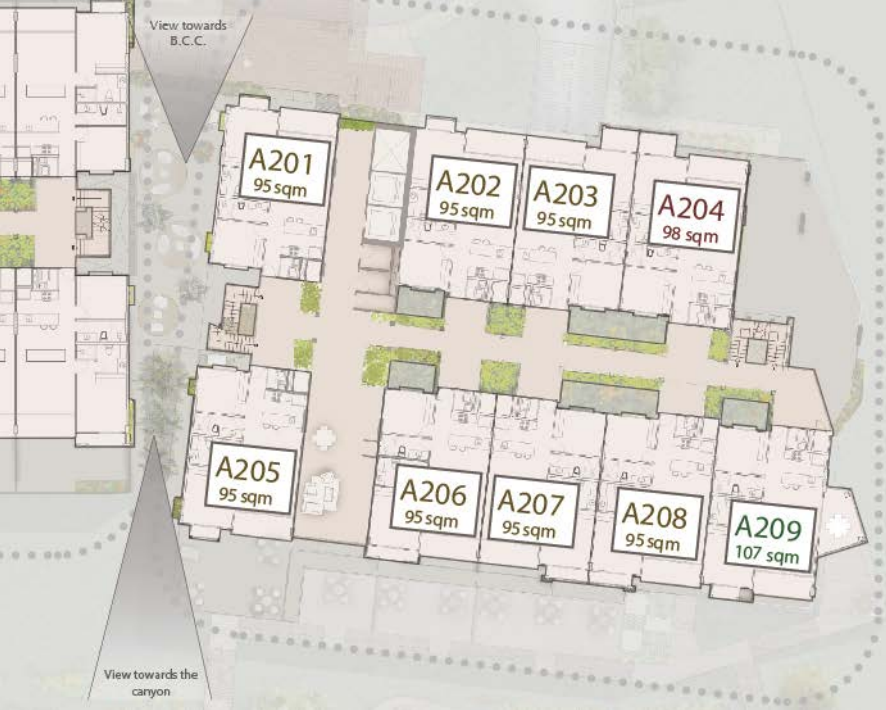 View towards
B.C.C.
A201
95 sqm
A202
95 sqm
A203
95 sqm
A204
98 sqm
A205
95 sqm
A206
95 sqm
A207
95 sqm
A208
95 sqm
A209
107 sqm
View towards the
canyon